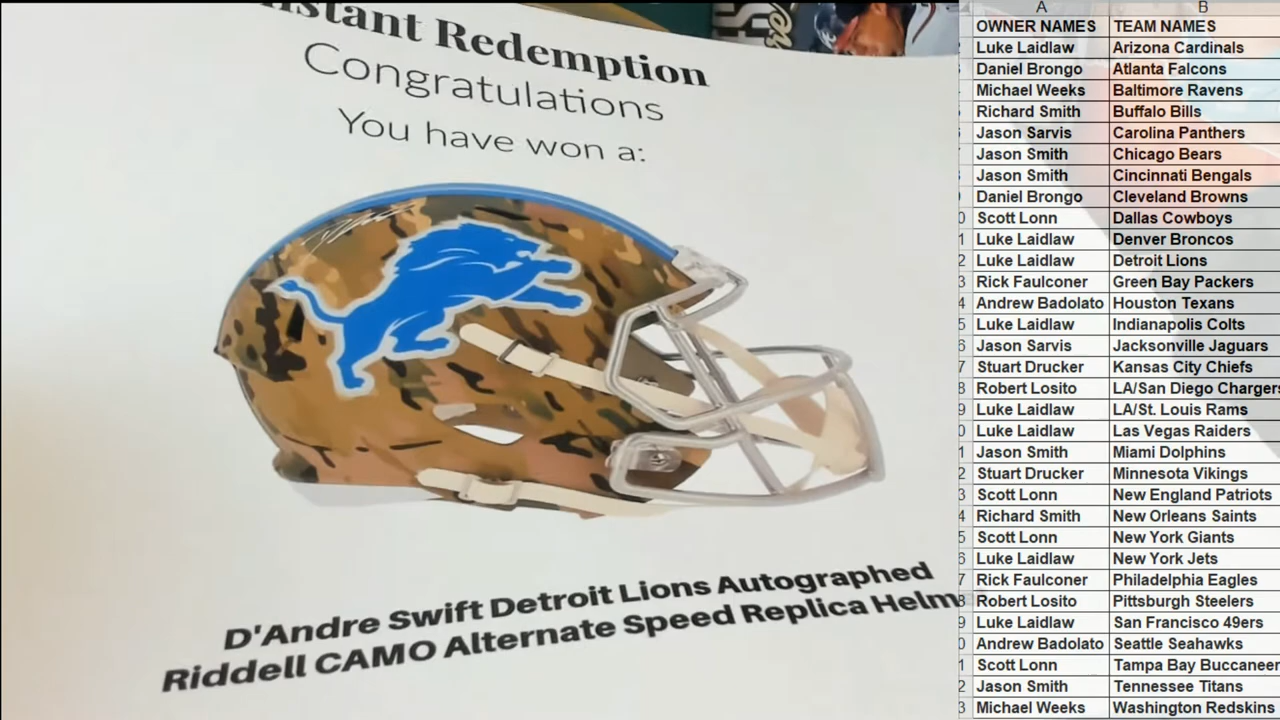 Redemption
Congratulations
You have won a:
D'Andre Swift Detroit Lions Autographed
Riddell CAMO Alternate Speed Replica Helm
A B
OWNER NAMES TEAM NAMES
Luke Laidlaw Arizona Cardinals
Daniel Brongo Atlanta Falcons
Michael Weeks Baltimore Ravens
Richard Smith Buffalo Bills
Jason Sarvis Carolina Panthers
Jason Smith Chicago Bears
Jason Smith Cincinnati Bengals
Daniel Brongo Cleveland Browns
Scott Lonn Dallas Cowboys
Luke Laidlaw Denver Broncos
Luke Laidlaw Detroit Lions
Rick Faulconer Green Bay Packers
Andrew Badolato Houston Texans
Luke Laidlaw Indianapolis Colts
Jason Sarvis Jacksonville Jaguars
Stuart Drucker Kansas City Chiefs
Robert Losito LA/San Diego Chargers
Luke Laidlaw LA/St. Louis Rams
Luke Laidlaw Las Vegas Raiders
Jason Smith Miami Dolphins
Stuart Drucker Minnesota Vikings
Scott Lonn New England Patriots
Richard Smith New Orleans Saints
Scott Lonn New York Giants
Luke Laidlaw New York Jets
Rick Faulconer Philadelphia Eagles
Robert Losito Pittsburgh Steelers
Luke Laidlaw San Francisco 49ers
Andrew Badolato Seattle Seahawks
Scott Lonn Tampa Bay Buccaneer
Jason Smith Tennessee Titans
Michael Weeks Washington Redskins